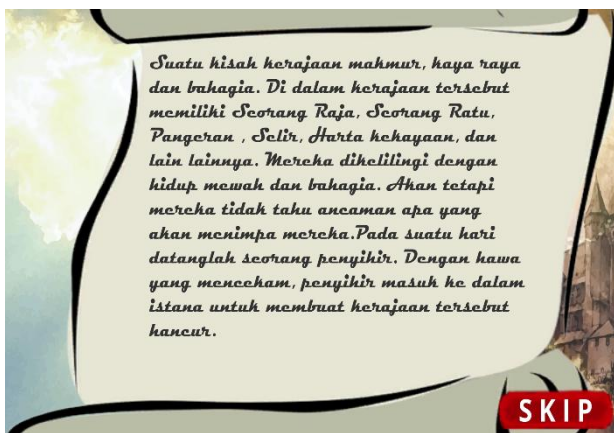 Suatu kisah kerajaan makmur, kaya raya
dan bahagia. Di dalam kerajaan tersebut
memiliki Seorang Raja, Seorang Ratu,
Pangeran , Selir, Harta kekayaan, dan
lain lainnya. Mereka dikelilingi dengan
hidup mewah dan bahagia. Akan tetapi
mereka tidak tahu ancaman apa yang
akan menimpa mereka.Pada suatu hari
datanglah seorang penyihir. Dengan hawa
yang mencekam, penyihir masuk ke dalam
istana untuk membuat kerajaan tersebut
hancur.
SKIP